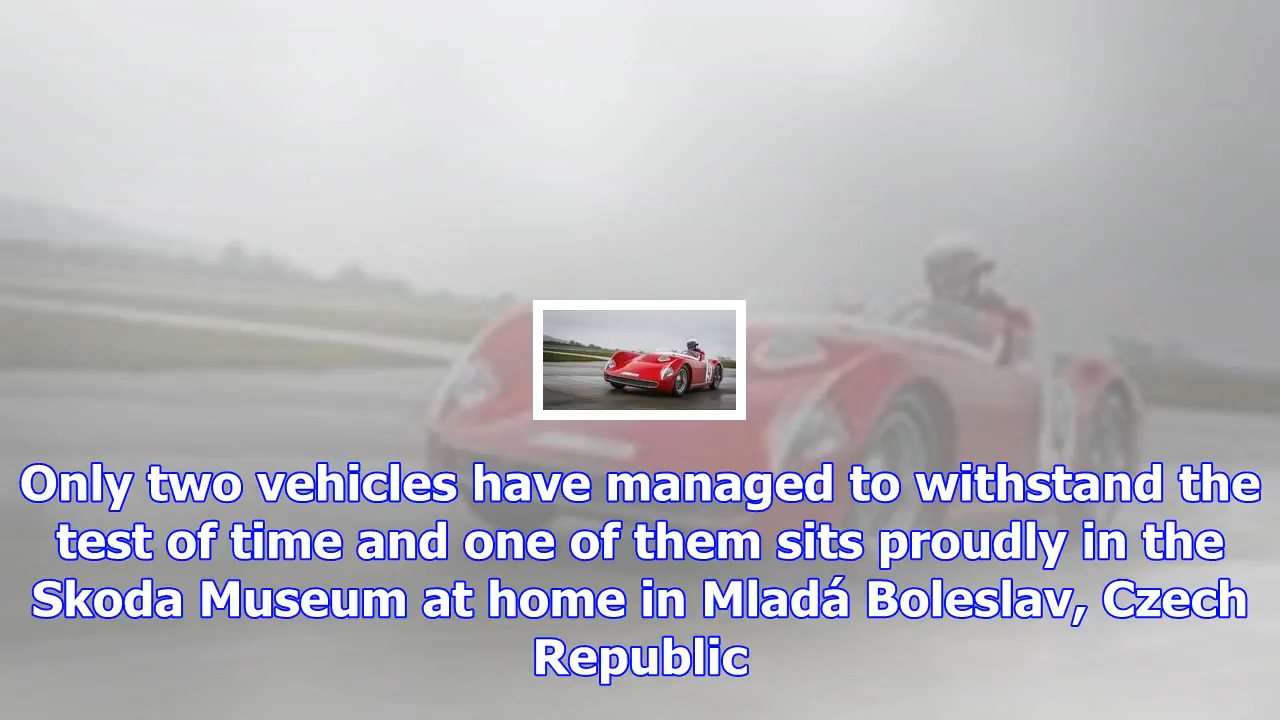 Only two vehicles have managed to withstand the
test of time and one of them sits proudly in the
Skoda Museum at home in Mladá Boleslav, Czech
Republic